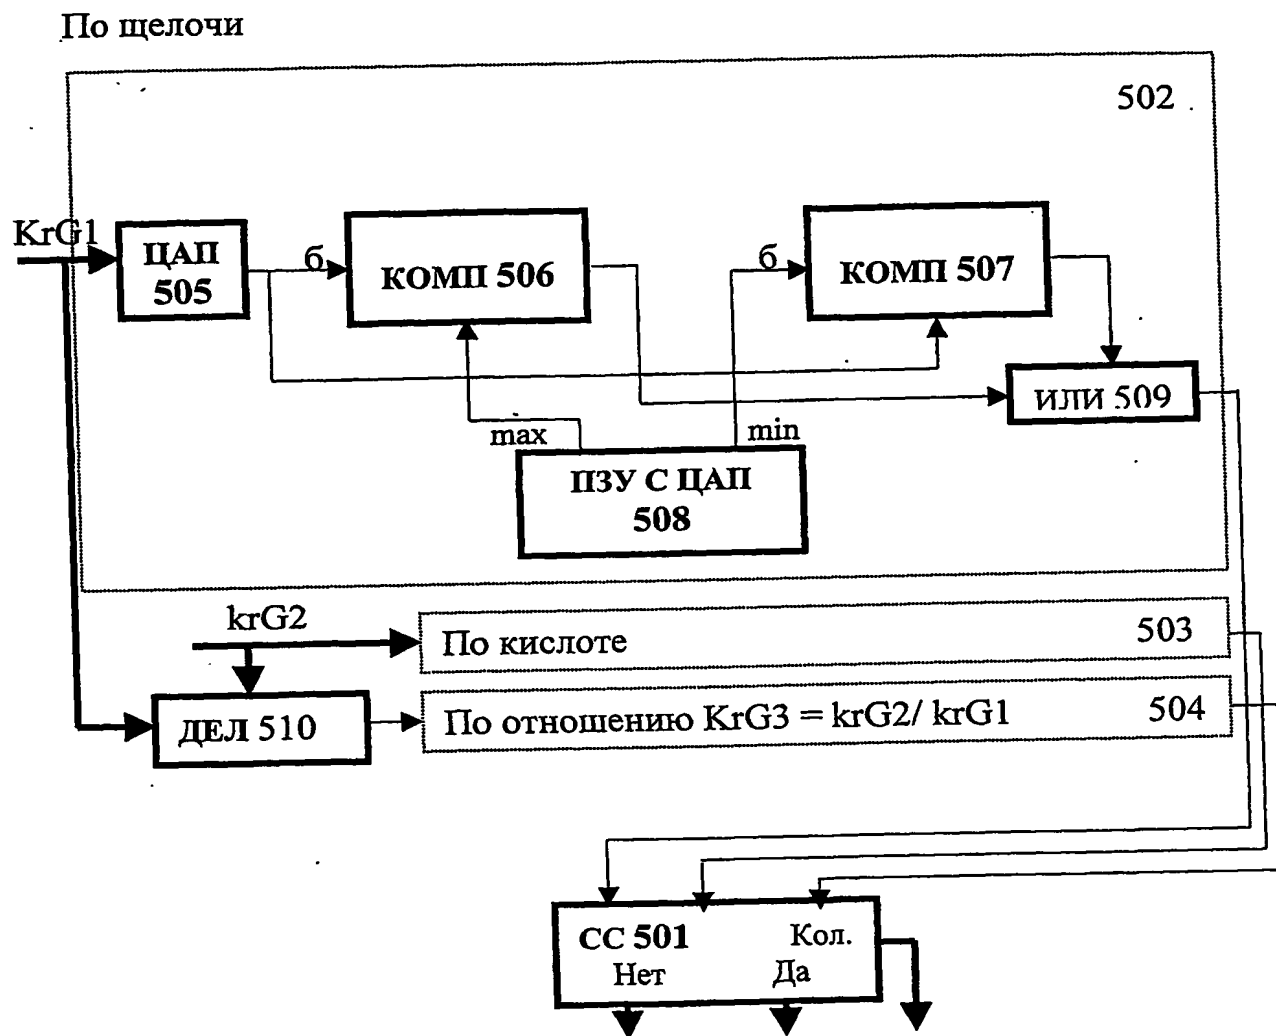 По щелочи
502
KrG1
ЦАП
505
б
КОМП 506
б
КОМП 507
ИЛИ 509
max
min
ПЗУ С ЦАП
508
krG2
По кислоте 503
ДЕЛ 510
По отношению KrG3 = krG2/ krG1 504
СС 501 Кол.
Нет Да